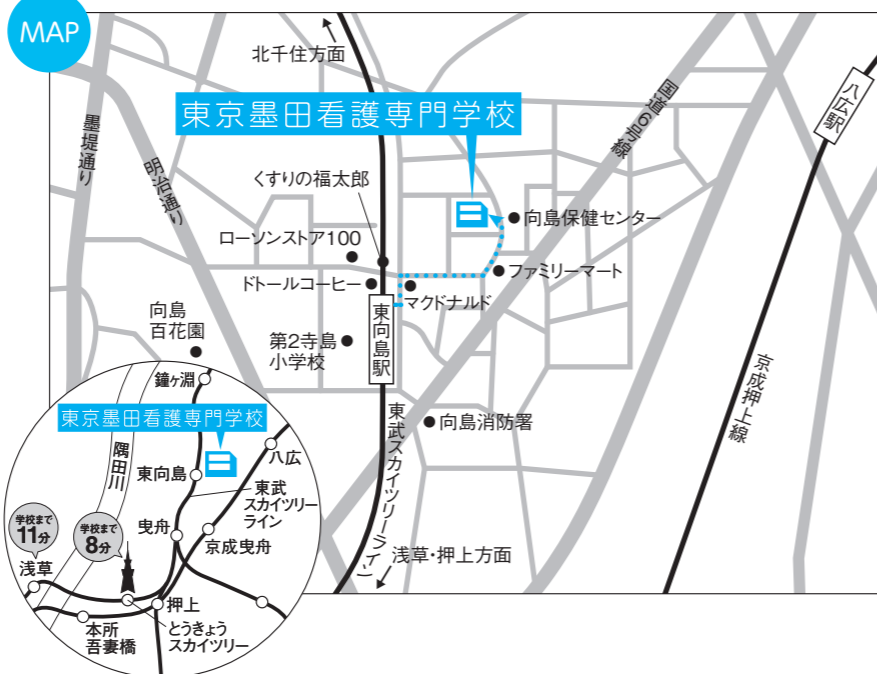 MAP
北千住方面
東京墨田看護専門学校
墨堤通り
明治通り
国道6号線
八広駅
くすりの福太郎
向島保健センター
ローソンストア100
ファミリーマート
ドトールコーヒー
マクドナルド
東向島駅
向島
百花園
第2寺島
小学校
京成押上線
向島消防署
東武スカイツリーライン
浅草・押上方面
鐘ヶ淵
東京墨田看護専門学校
隅田川
八広
東向島
東武
スカイツリー
ライン
学校まで
11分
学校まで
8分
曳舟
京成曳舟
浅草
押上
本所
吾妻橋
とうきょう
スカイツリー